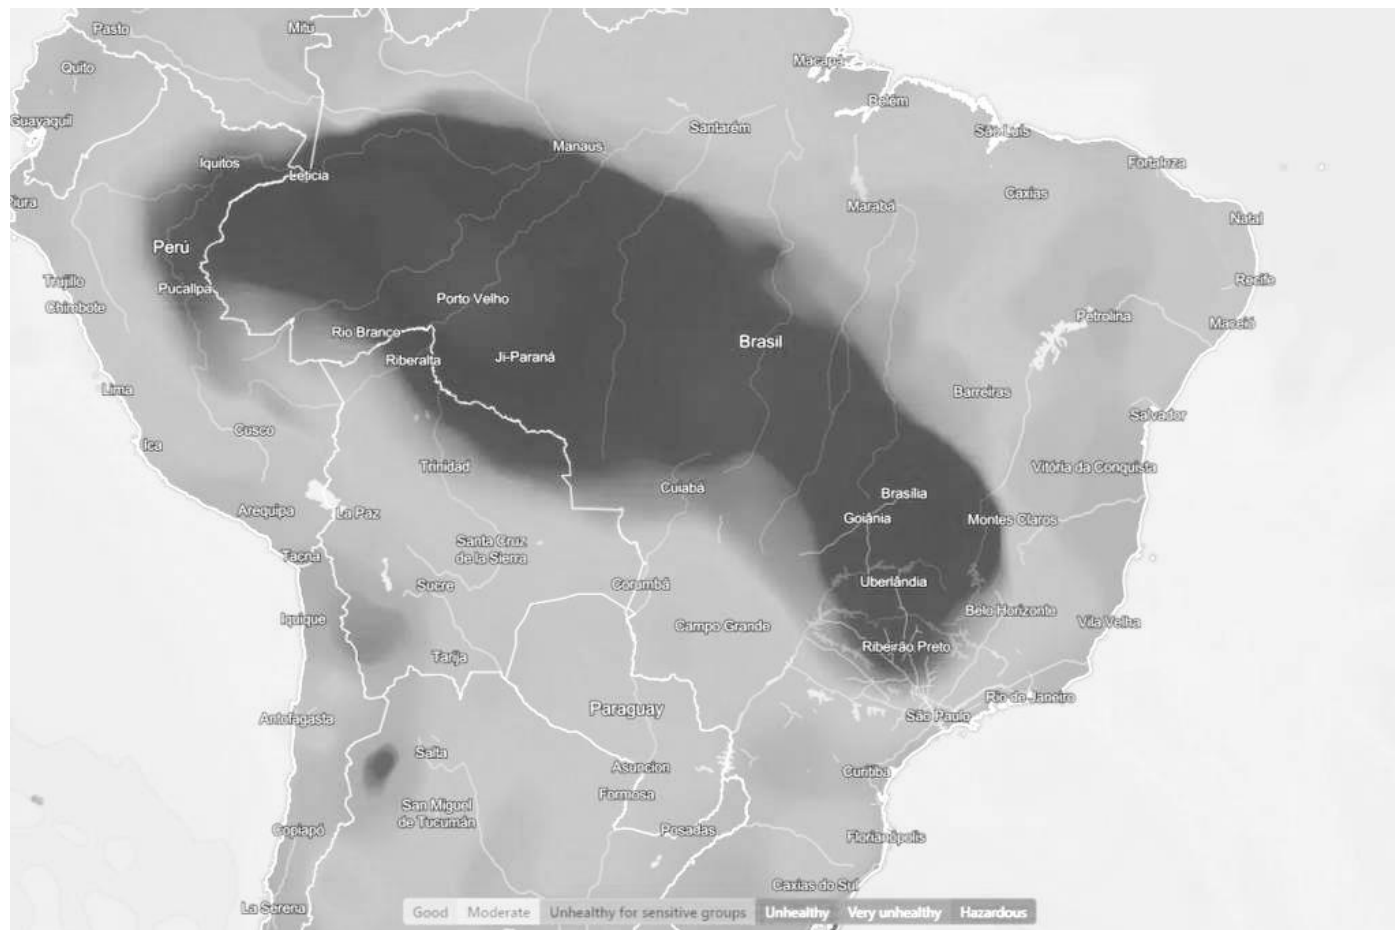 Pasto
Mitú
Quito
Macapá
Belém
Guayaquil
Santarém
São Luís
Manaus
Iquitos
Fortaleza
Leticia
Caxias
Marabá
Natal
Perú
Trujillo
Pucallpa
Recife
Porto Velho
Chimbote
Petrolina
Maceió
Rio Branco
Brasil
Riberalta
Ji-Paraná
Lima
Barreiras
Salvador
Cusco
Ica
Trinidad
Vitória da Conquista
Cuiabá
Brasília
Arequipa
La Paz
Goiânia
Montes Claros
Santa Cruz
de la Sierra
Tacna
Sucre
Corumbá
Uberlândia
Belo Horizonte
Iquique
Campo Grande
Vila Velha
Ribeirão Preto
Tarija
Rio de Janeiro
Paraguay
São Paulo
Antofagasta
Salta
Asuncion
Curitiba
Formosa
San Miguel
de Tucumán
Copiapó
Posadas
Florianópolis
Caxias do Sul
La Serena
Good Moderate Unhealthy for sensitive groups Unhealthy Very unhealthy Hazardous